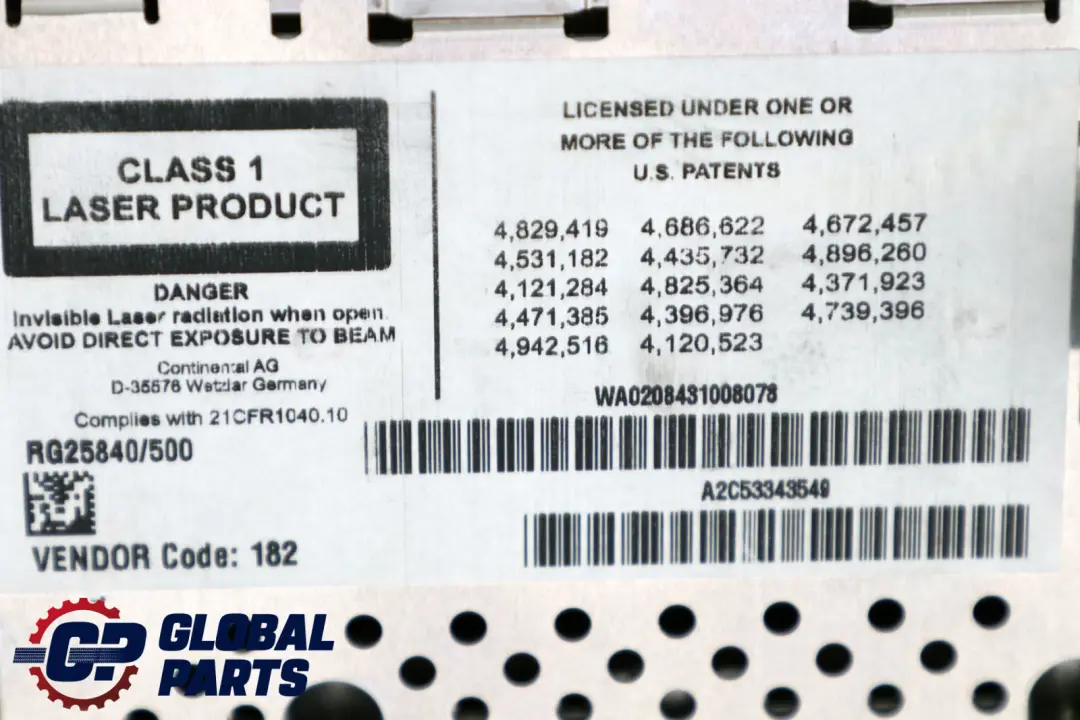 CLASS 1
LASER PRODUCT
DANGER
Invisible Laser radiation when open.
AVOID DIRECT EXPOSURE TO BEAM
Continental AG
D-35576 Wetzlar Germany
Complies with 21CFR1040.10
RG25840/500
VENDOR Code: 182
LICENSED UNDER ONE OR
MORE OF THE FOLLOWING
U.S. PATENTS
4,829,419 4,686,622 4,672,457
4,531,182 4,435,732 4,896,260
4,121,284 4,825,364 4,371,923
4,471,385 4,396,976 4,739,396
4,942,516 4,120,523
WA0208431008078
A2C53343549
GP GLOBAL
PARTS